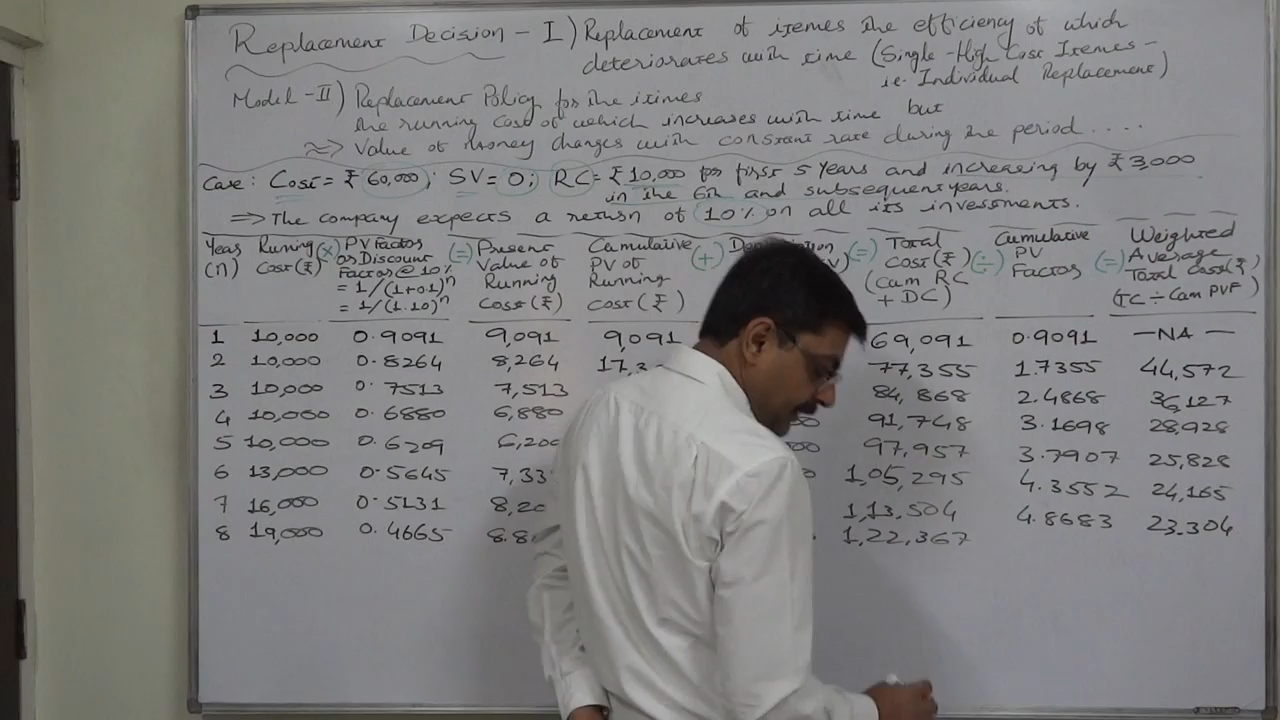 Replacement Decision - I) Replacement of itemes the efficiency of which
deteriorates with time (Single-High Cost Itemes -
ie. Individual Replacement)
Model-II) Replacement Policy for the itimes
the running cost of which increases with time but
⇒ Value of Money changes with constant rate during the period....
Case: Cost = ₹ 60,000; SV = 0; RC = ₹ 10,000 for first 5 Years and increasing by ₹ 3,000
in the 6th and subsequent years.
⇒ The company expects a return of 10% on all its investments.
Year (n) Runing Cost (₹) (×) PV Factor or Discount Factor @ 10% = 1/(1+0.1)^n = 1/(1.10)^n (=) Present Value of Running Cost (₹) Cumulative PV of Running Cost (₹) (+) (=) Total Cost (₹) (Cum RC + DC) (÷) Cumulative PV Factor (=) Weighted Average Total Cost (₹) (TC ÷ Cum PVF)
1 10,000 0.9091 9,091 9,091 69,091 0.9091 —NA—
2 10,000 0.8264 8,264 77,355 1.7355 44,572
3 10,000 0.7513 7,513 84,868 2.4868 36,127
4 10,000 0.6880 6,880 91,748 3.1698 28,928
5 10,000 0.6209 97,957 3.7907 25,828
6 13,000 0.5645 1,05,295 4.3552 24,165
7 16,000 0.5131 1,13,504 4.8683 23.304
8 19,000 0.4665 1,22,367